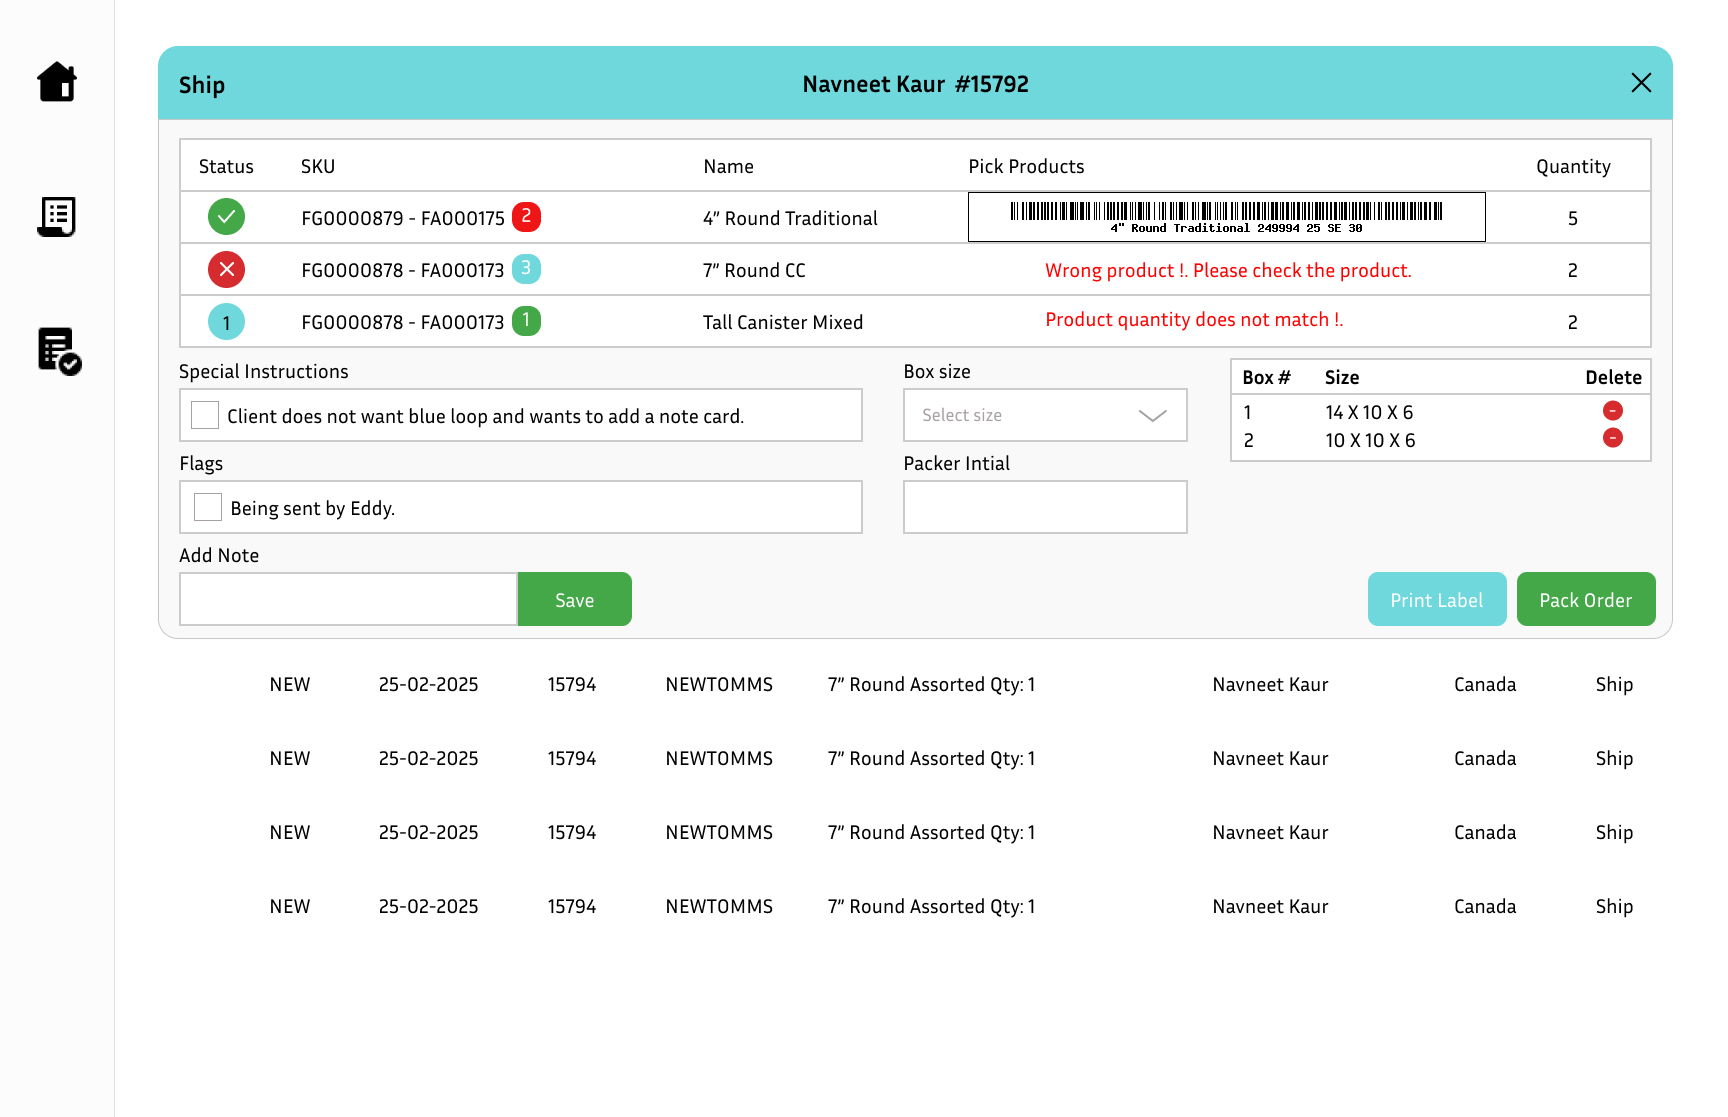 Ship Navneet Kaur #15792
Status SKU Name Pick Products Quantity
FG0000879 - FA000175 2 4” Round Traditional 4" Round Traditional 249994 25 SE 30 5
FG0000878 - FA000173 3 7” Round CC Wrong product !. Please check the product. 2
1 FG0000878 - FA000173 1 Tall Canister Mixed Product quantity does not match !. 2
Special Instructions
Client does not want blue loop and wants to add a note card.
Flags
Being sent by Eddy.
Add Note
Save
Box size
Select size
Packer Intial
Box # Size Delete
1 14 X 10 X 6 -
2 10 X 10 X 6 -
Print Label Pack Order
NEW 25-02-2025 15794 NEWTOMMS 7” Round Assorted Qty: 1 Navneet Kaur Canada Ship
NEW 25-02-2025 15794 NEWTOMMS 7” Round Assorted Qty: 1 Navneet Kaur Canada Ship
NEW 25-02-2025 15794 NEWTOMMS 7” Round Assorted Qty: 1 Navneet Kaur Canada Ship
NEW 25-02-2025 15794 NEWTOMMS 7” Round Assorted Qty: 1 Navneet Kaur Canada Ship